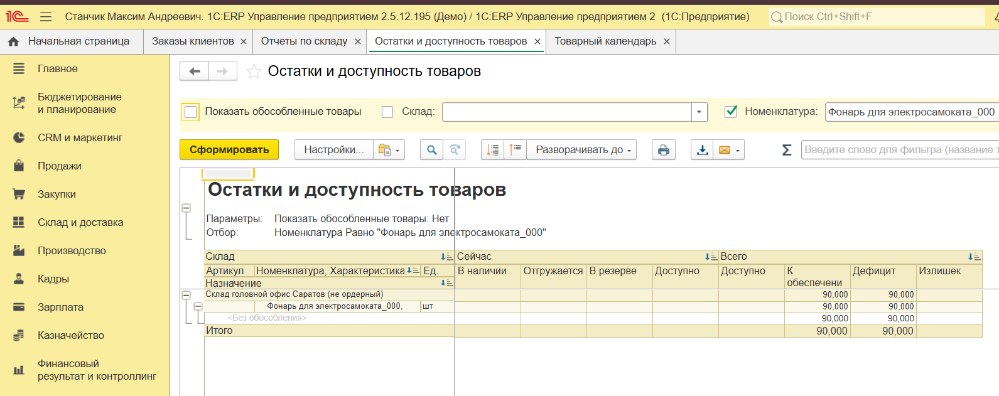 1С Станчик Максим Андреевич. 1С:ERP Управление предприятием 2.5.12.195 (Демо) / 1С:ERP Управление предприятием 2 (1С:Предприятие) Поиск Ctrl+Shift+F
Начальная страница Заказы клиентов × Отчеты по складу × Остатки и доступность товаров × Товарный календарь ×
Главное
Бюджетирование
и планирование
CRM и маркетинг
Продажи
Закупки
Склад и доставка
Производство
Кадры
Зарплата
Казначейство
Финансовый
результат и контроллинг
Остатки и доступность товаров
Показать обособленные товары Склад: Номенклатура: Фонарь для электросамоката_000
Сформировать Настройки... Разворачивать до Σ Введите слово для фильтра (название т
Остатки и доступность товаров
Параметры: Показать обособленные товары: Нет
Отбор: Номенклатура Равно "Фонарь для электросамоката_000"
Склад Сейчас Всего
Артикул Номенклатура, Характеристика Ед. В наличии Отгружается В резерве Доступно Доступно К обеспечени Дефицит Излишек
Назначение
Склад головной офис Саратов (не ордерный) 90,000 90,000
Фонарь для электросамоката_000, шт 90,000 90,000
<Без обособления> 90,000 90,000
Итого 90,000 90,000